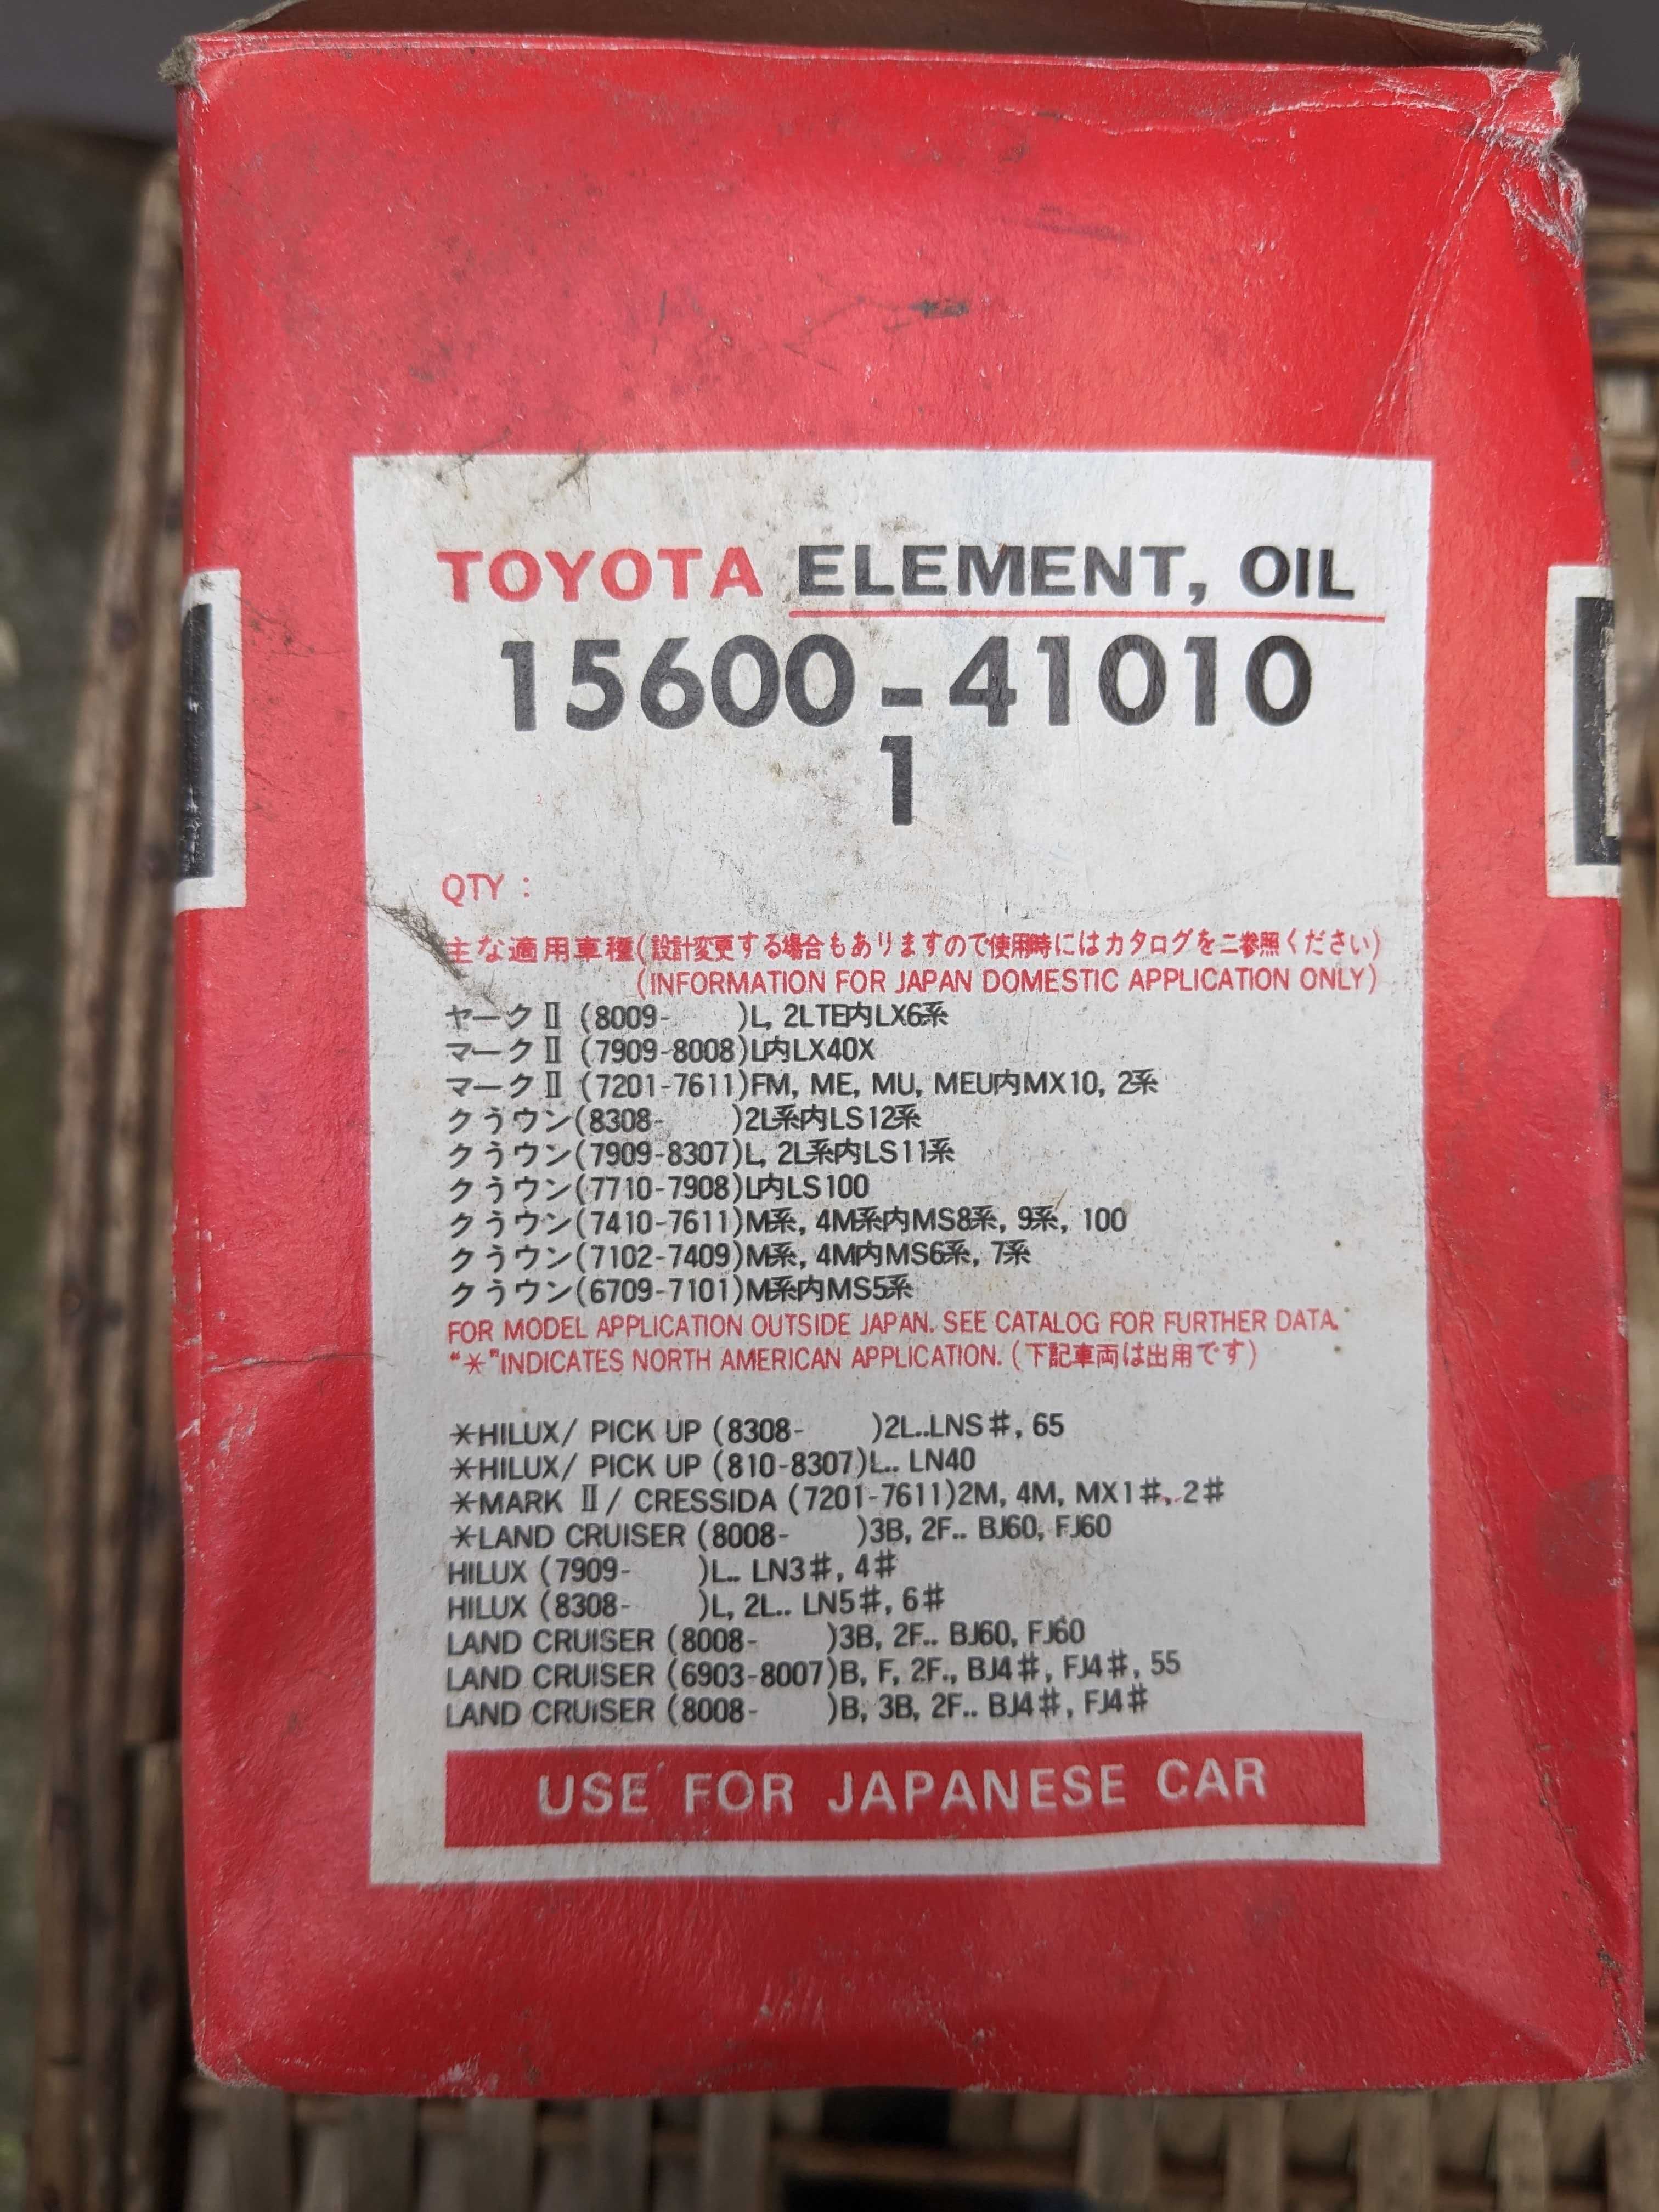 TOYOTA ELEMENT, OIL
15600-41010
1
QTY :
主な適用車種(設計変更する場合もありますので使用時にはカタログを二参照ください)
(INFORMATION FOR JAPAN DOMESTIC APPLICATION ONLY)
ヤークⅡ (8009- )L, 2LTE内LX6系
マークⅡ (7909-8008)L内LX40X
マークⅡ (7201-7611)FM, ME, MU, MEU内MX10, 2系
クうウン(8308- )2L系内LS12系
クうウン(7909-8307)L, 2L系内LS11系
クうウン(7710-7908)L内LS100
クうウン(7410-7611)M系, 4M系内MS8系, 9系, 100
クうウン(7102-7409)M系, 4M内MS6系, 7系
クうウン(6709-7101)M系内MS5系
FOR MODEL APPLICATION OUTSIDE JAPAN. SEE CATALOG FOR FURTHER DATA.
"＊"INDICATES NORTH AMERICAN APPLICATION. (下記車両は出用です)
＊HILUX/ PICK UP (8308- )2L..LNS#, 65
＊HILUX/ PICK UP (810-8307)L.. LN40
＊MARK Ⅱ/ CRESSIDA (7201-7611)2M, 4M, MX1#, 2#
＊LAND CRUISER (8008- )3B, 2F.. BJ60, FJ60
HILUX (7909- )L.. LN3#, 4#
HILUX (8308- )L, 2L.. LN5#, 6#
LAND CRUISER (8008- )3B, 2F.. BJ60, FJ60
LAND CRUISER (6903-8007)B, F, 2F., BJ4#, FJ4#, 55
LAND CRUISER (8008- )B, 3B, 2F.. BJ4#, FJ4#
USE FOR JAPANESE CAR